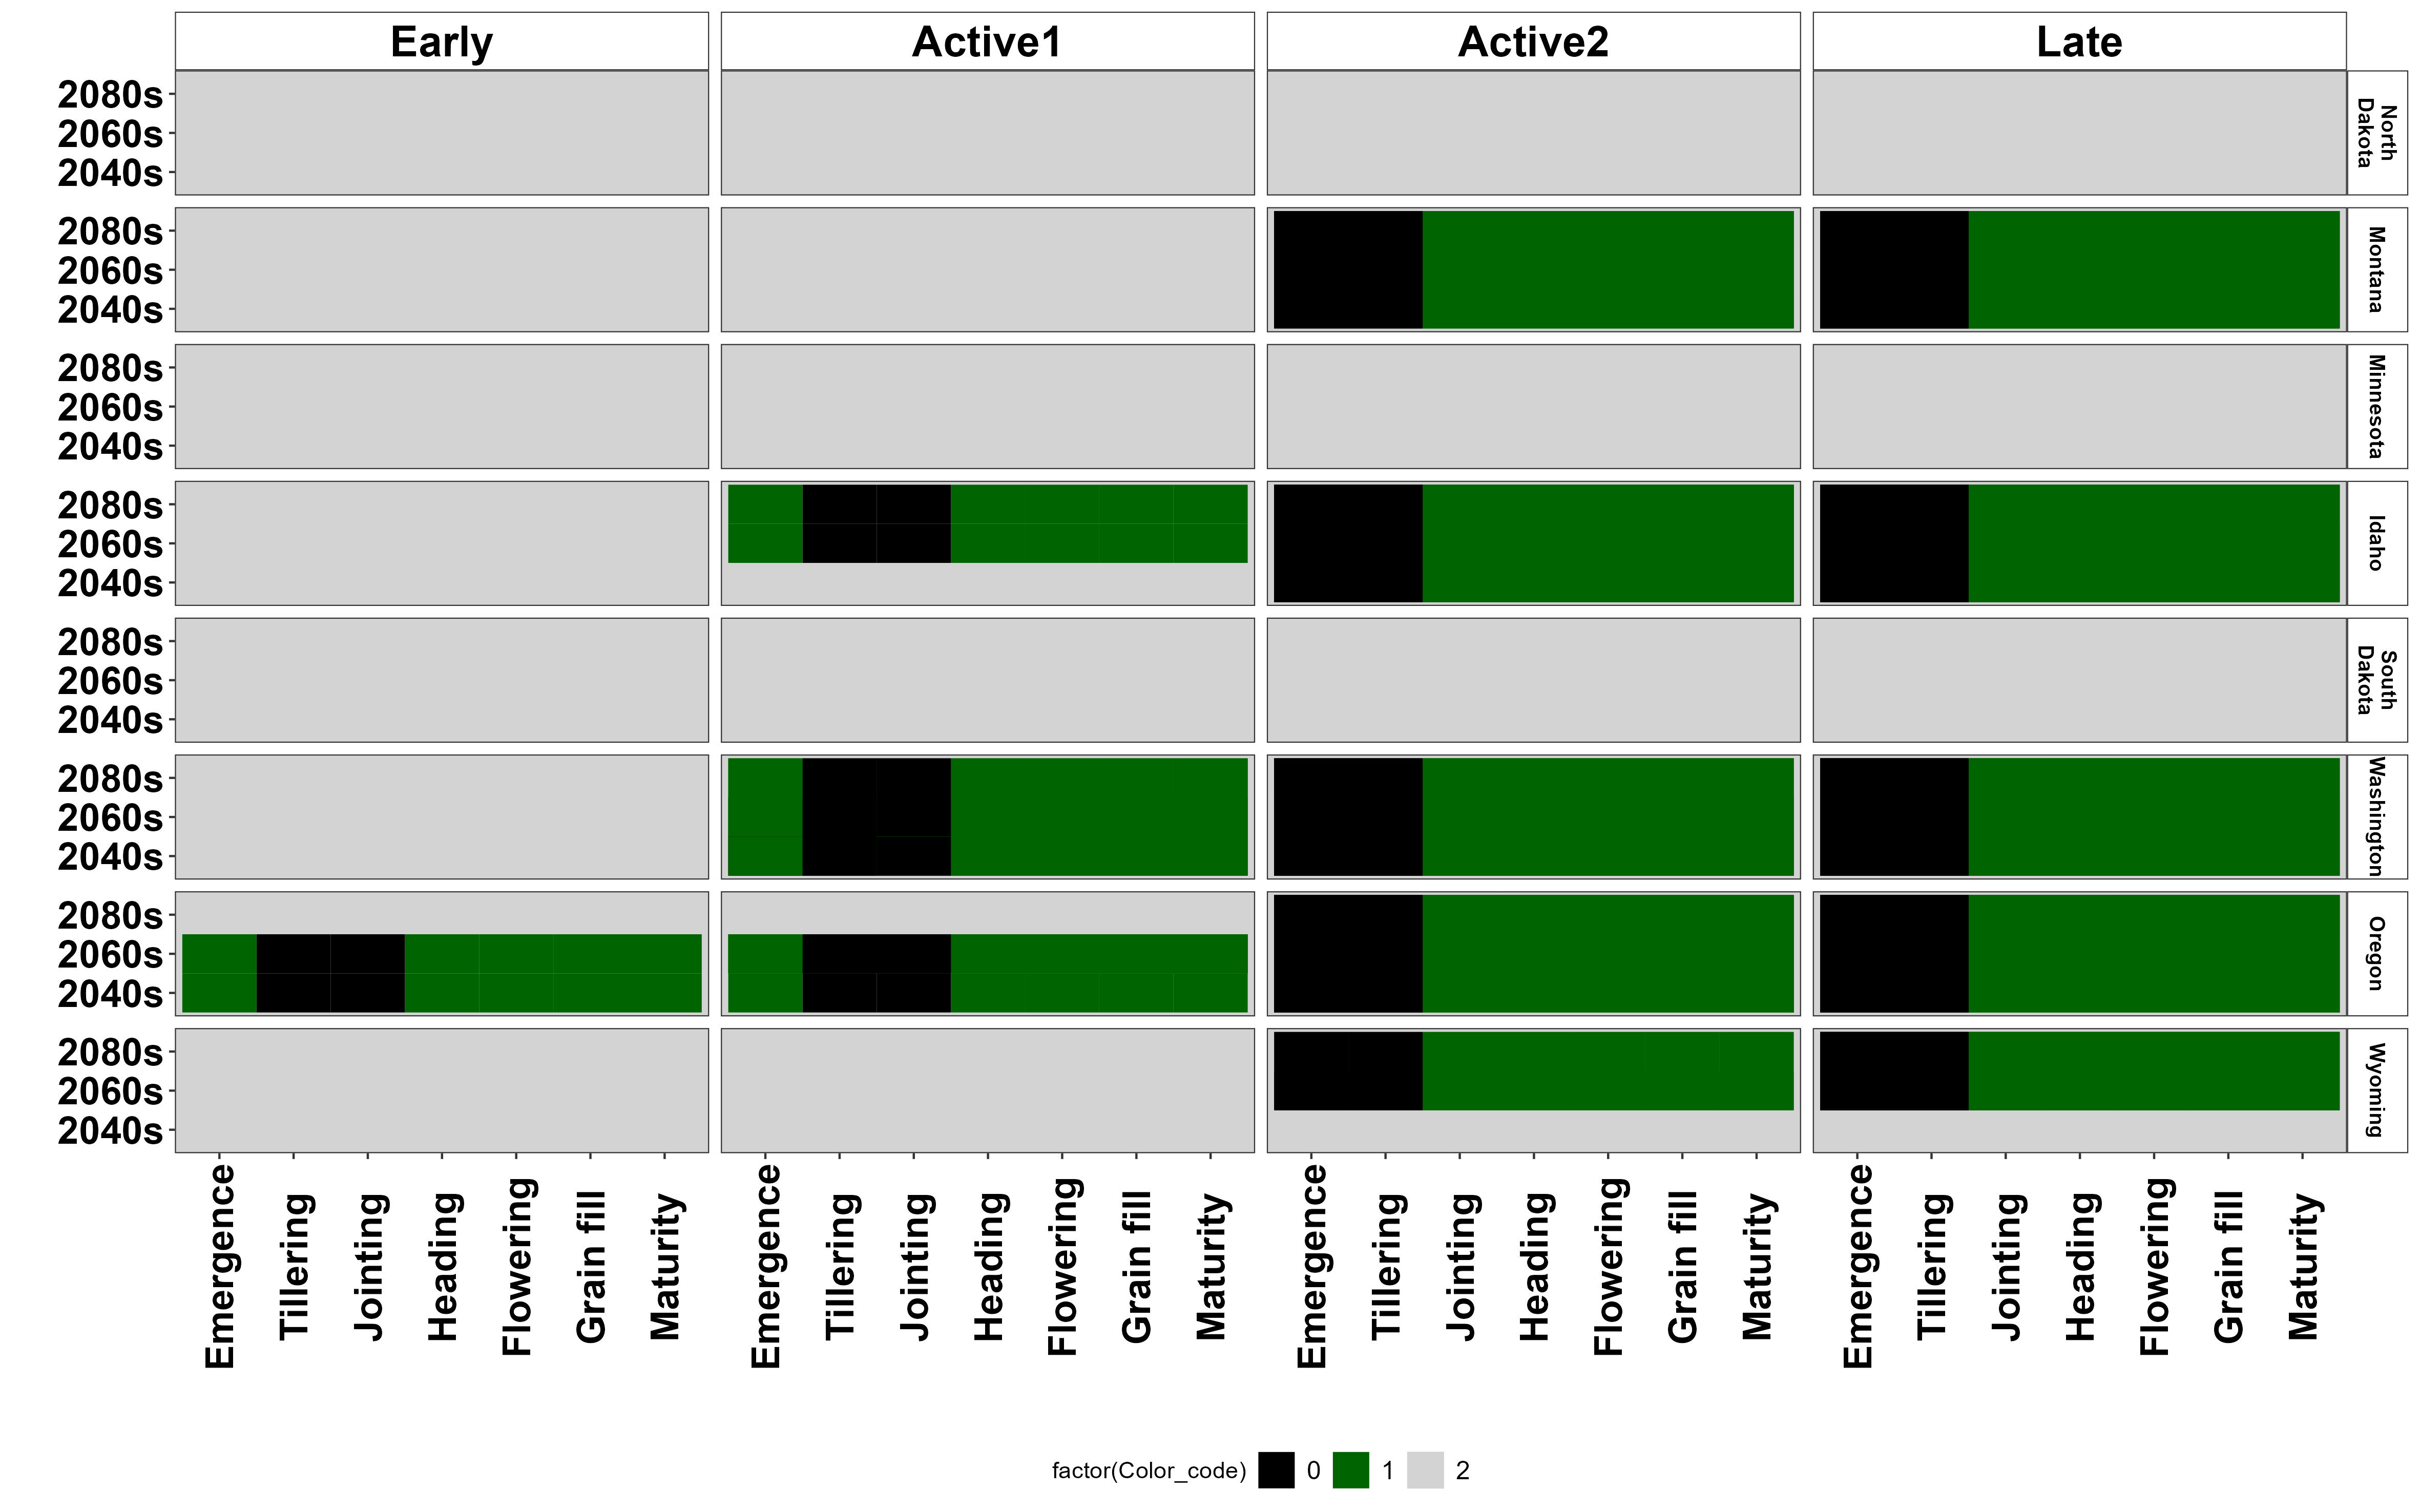 Early Active1 Active2 Late
2080s
2060s
2040s
North
Dakota
2080s
2060s
2040s
Montana
2080s
2060s
2040s
Minnesota
2080s
2060s
2040s
Idaho
2080s
2060s
2040s
South
Dakota
2080s
2060s
2040s
Washington
2080s
2060s
2040s
Oregon
2080s
2060s
2040s
Wyoming
Emergence
Tillering
Jointing
Heading
Flowering
Grain fill
Maturity
Emergence
Tillering
Jointing
Heading
Flowering
Grain fill
Maturity
Emergence
Tillering
Jointing
Heading
Flowering
Grain fill
Maturity
Emergence
Tillering
Jointing
Heading
Flowering
Grain fill
Maturity
factor(Color_code) 0 1 2